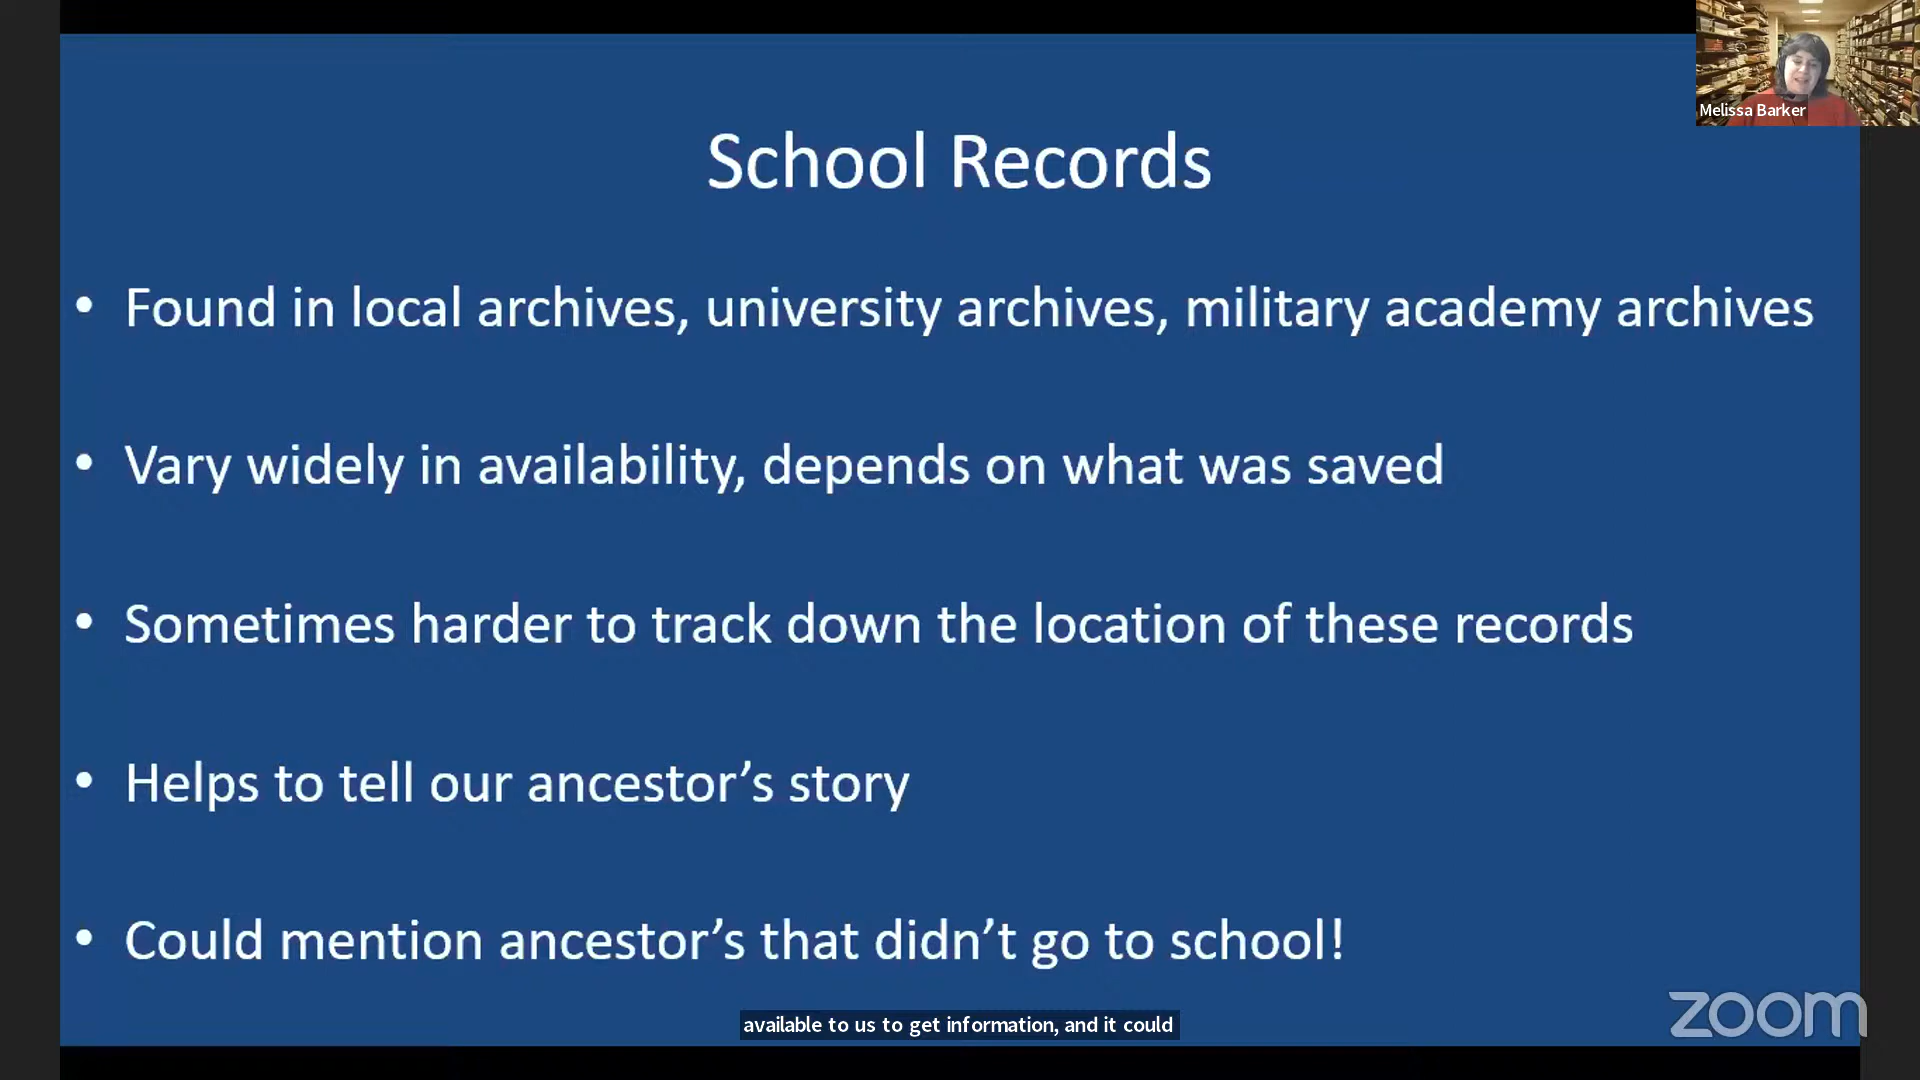 Melissa Barker
School Records
• Found in local archives, university archives, military academy archives
• Vary widely in availability, depends on what was saved
• Sometimes harder to track down the location of these records
• Helps to tell our ancestor’s story
• Could mention ancestor’s that didn’t go to school!
available to us to get information, and it could
zoom